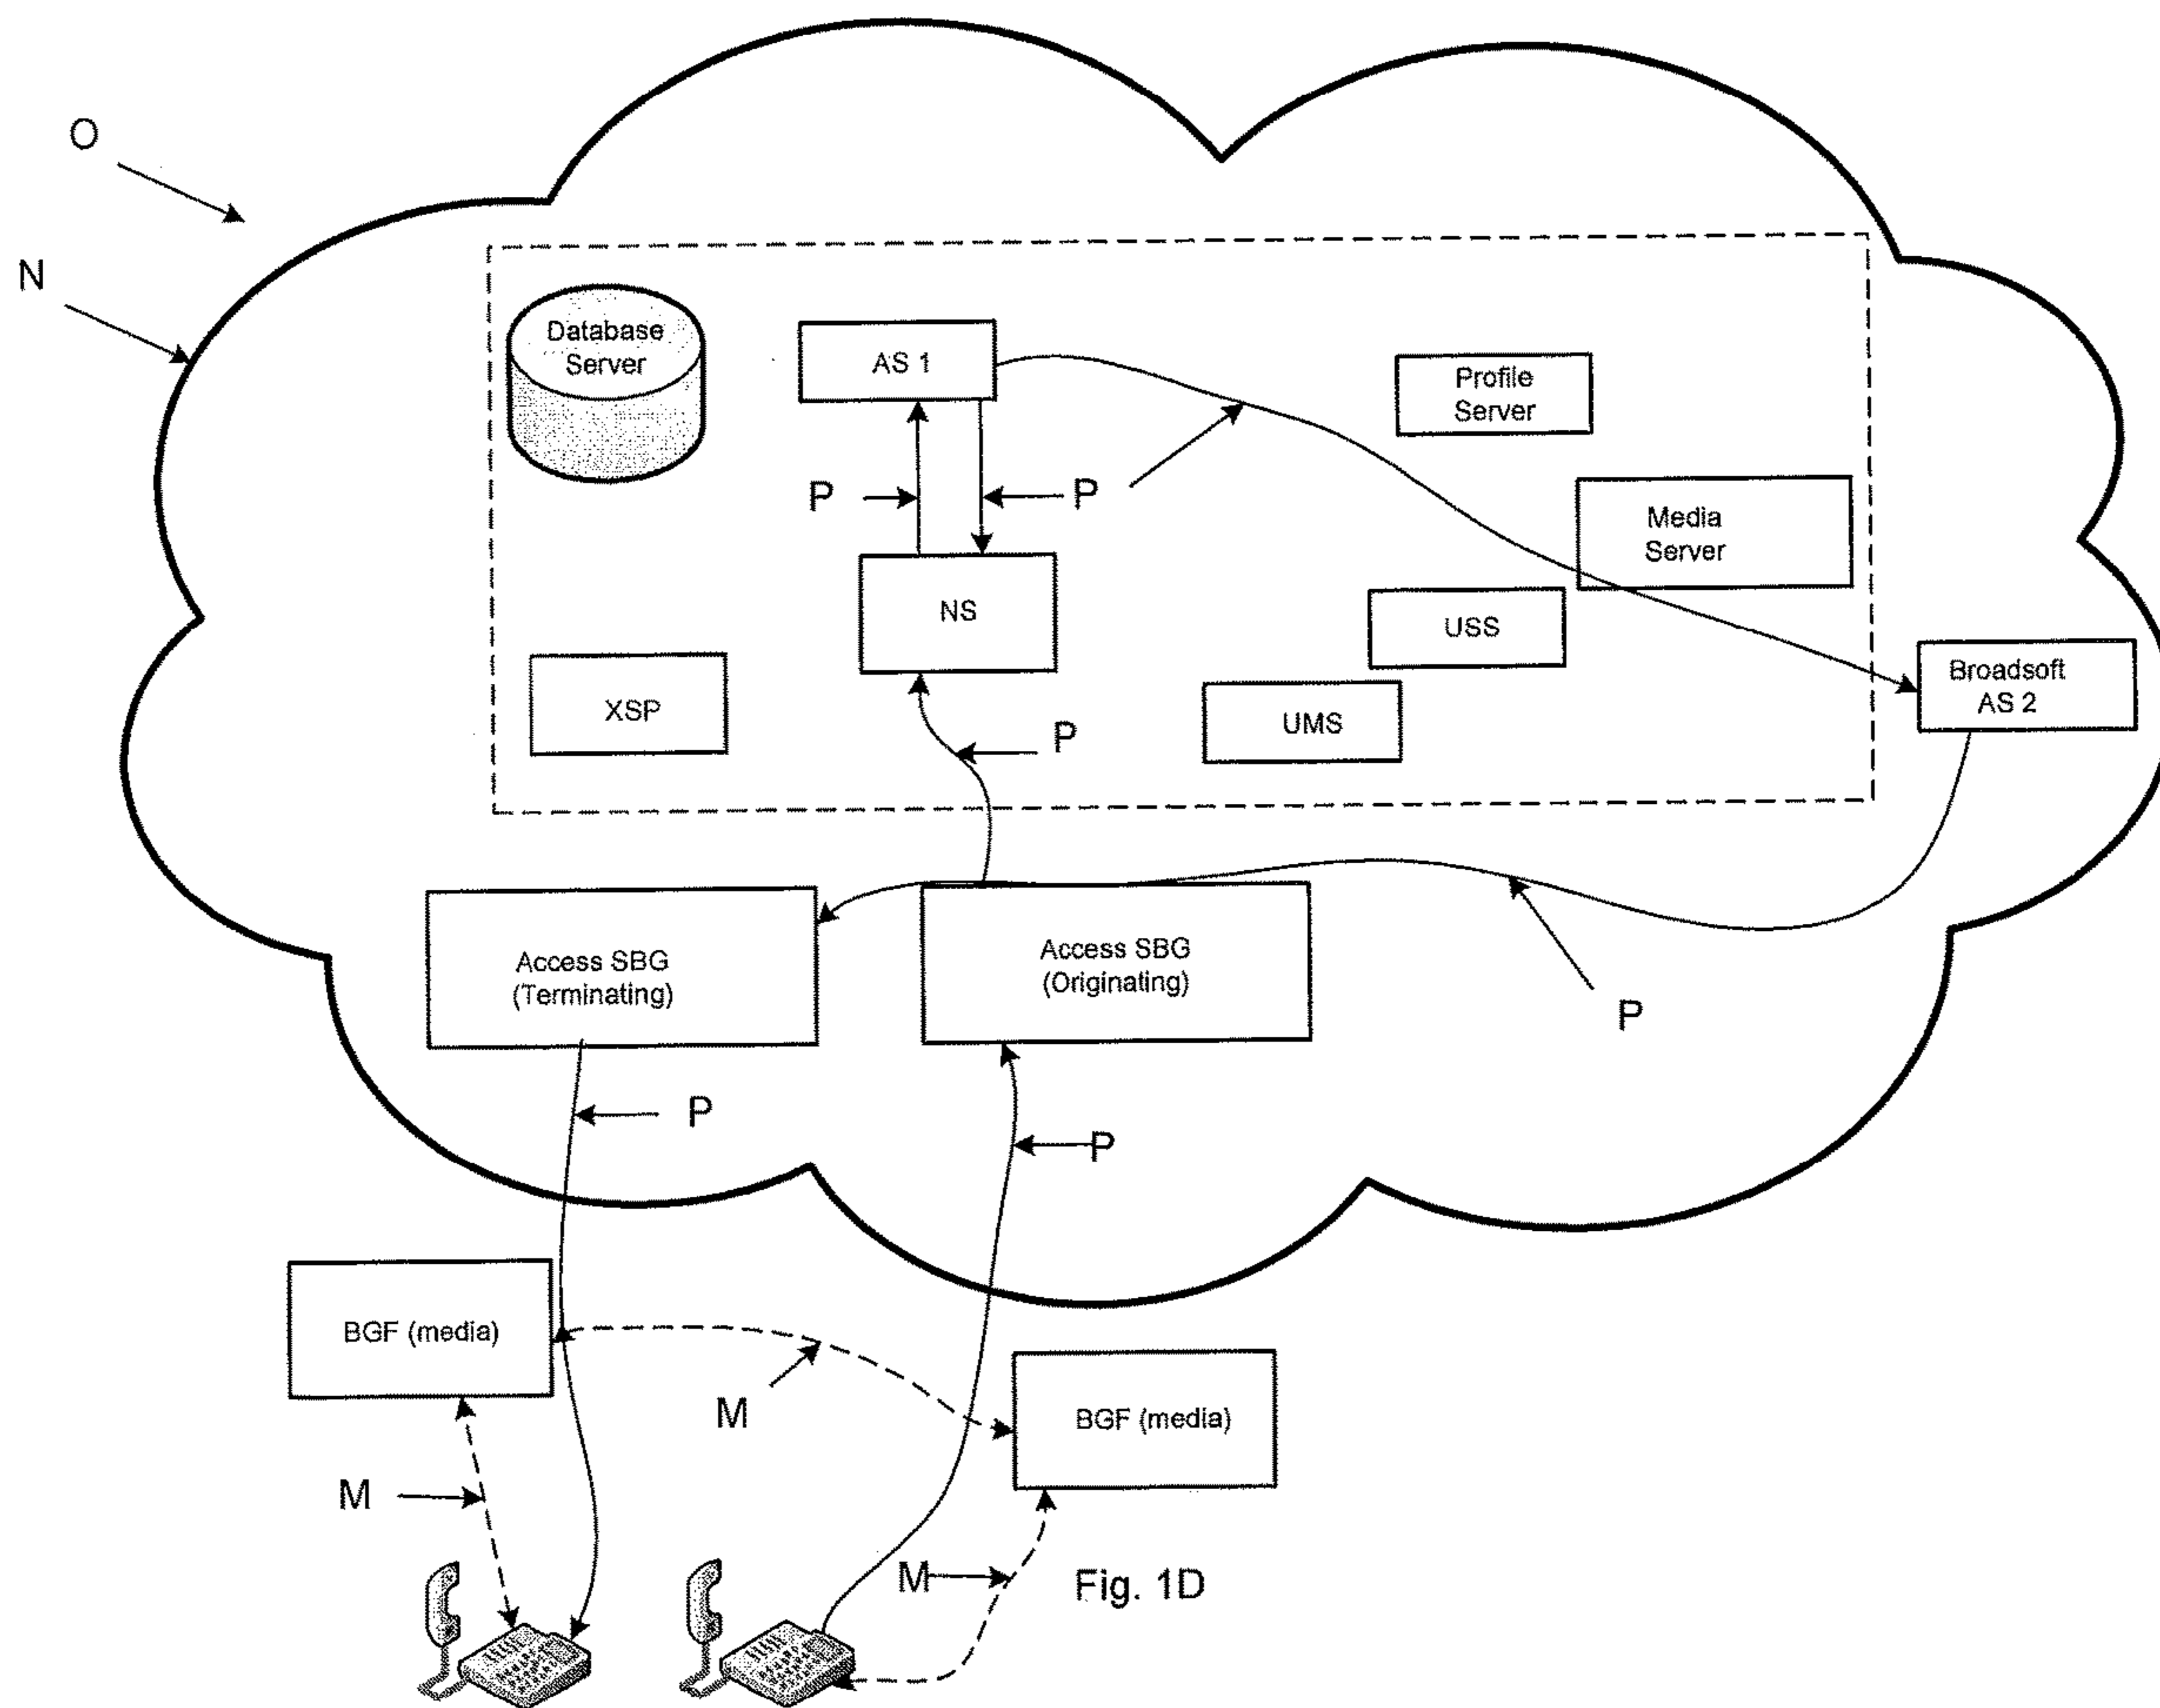 O
N
Database
Server
AS 1
Profile
Server
P
P
Media
Server
NS
USS
XSP
UMS
Broadsoft
AS 2
P
Access SBG
(Terminating)
Access SBG
(Originating)
P
P
P
BGF (media)
M
BGF (media)
M
M
Fig. 1D